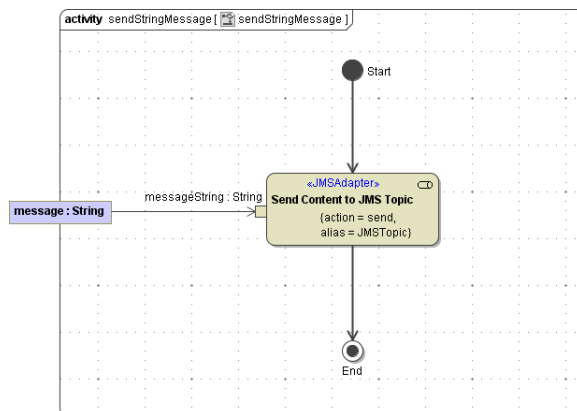 activity sendStringMessage [ sendStringMessage ]
Start
«JMSAdapter»
messageString : String
Send Content to JMS Topic
message : String
{action = send,
alias = JMSTopic}
End